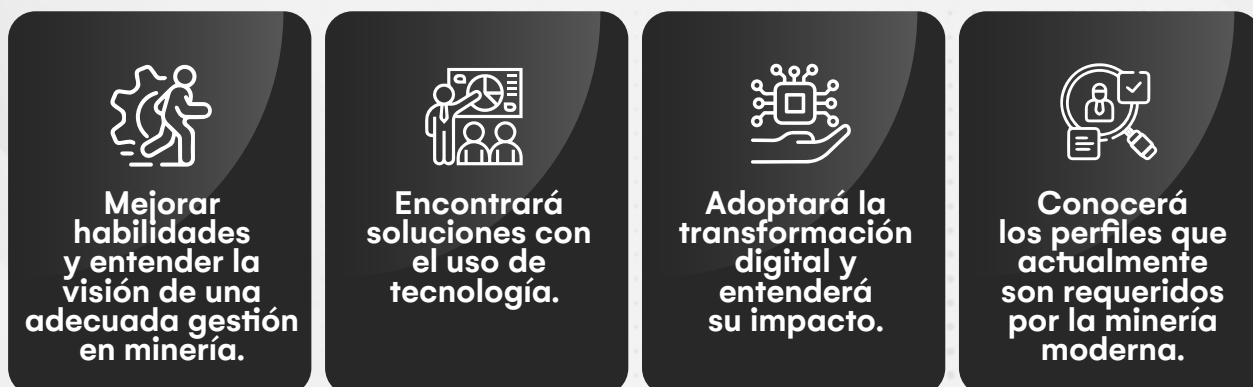 Mejorar
habilidades
y entender la
visión de una
adecuada gestión
en minería.
Encontrará
soluciones con
el uso de
tecnología.
Adoptará la
transformación
digital y
entenderá
su impacto.
Conocerá
los perfiles que
actualmente
son requeridos
por la minería
moderna.